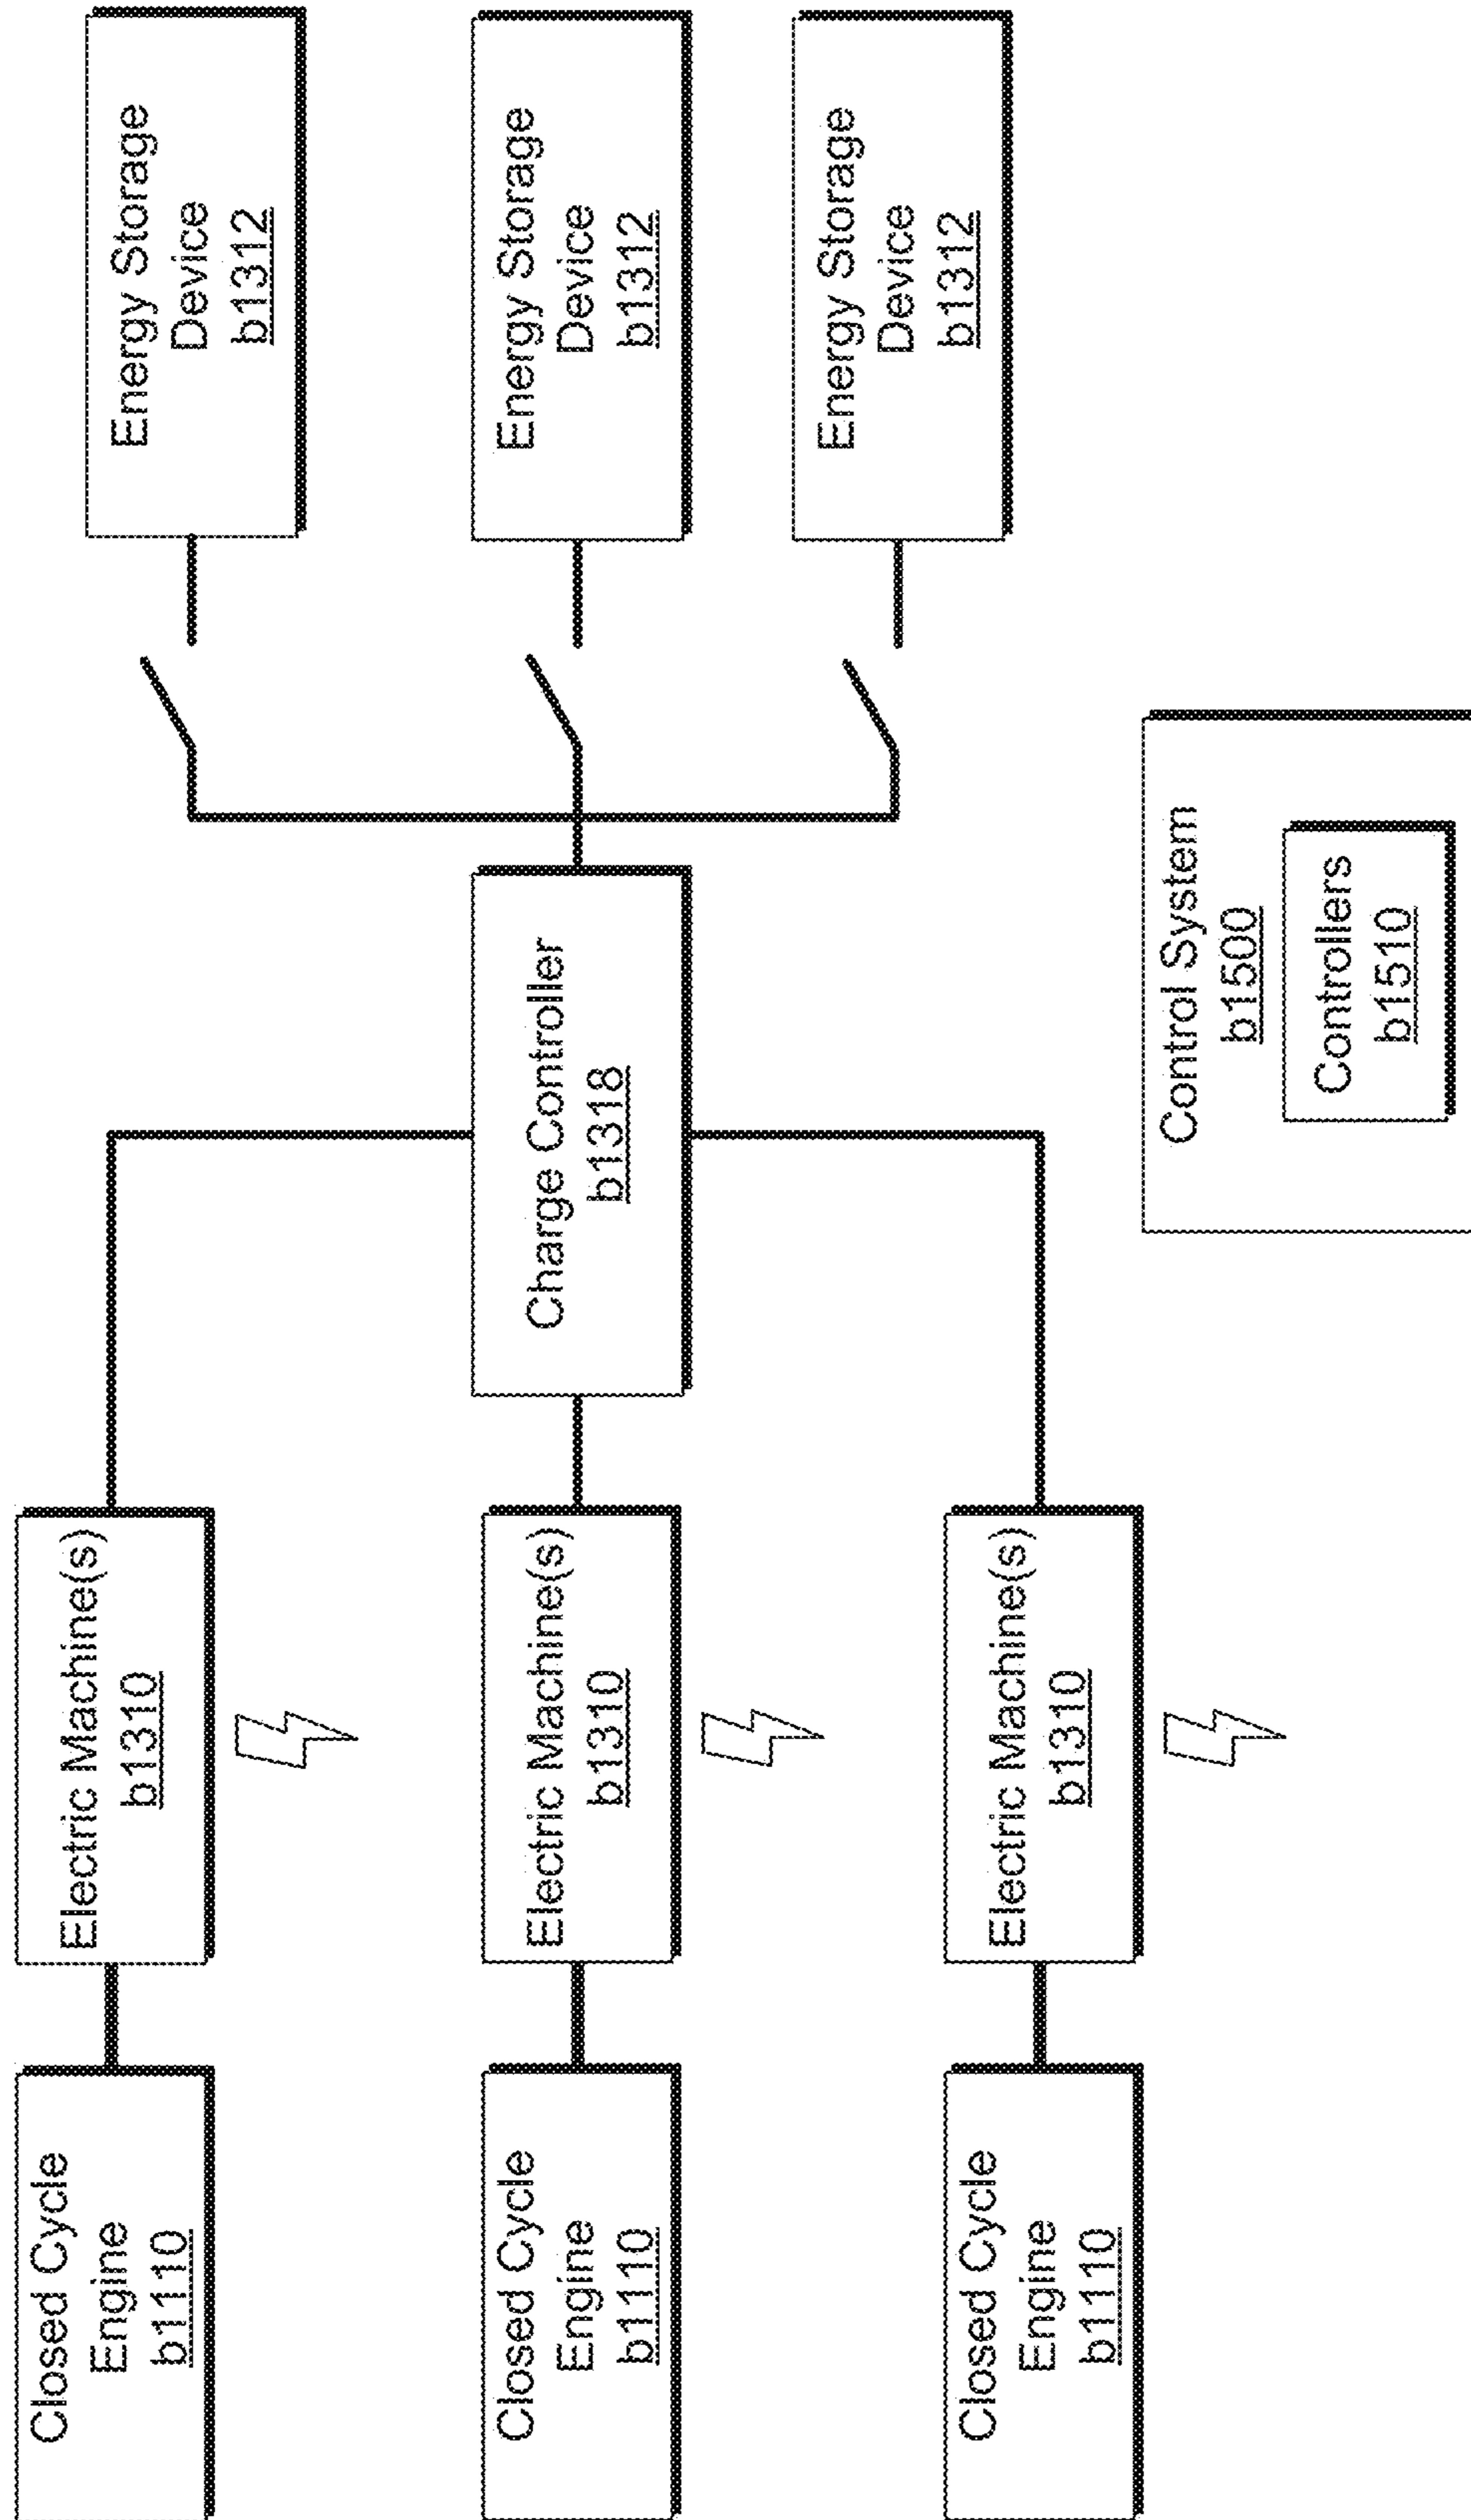 Closed Cycle
Engine
b1110
Electric Machine(s)
b1310
Energy Storage
Device
b1312
Closed Cycle
Engine
b1110
Electric Machine(s)
b1310
Charge Controller
b1318
Energy Storage
Device
b1312
Closed Cycle
Engine
b1110
Electric Machine(s)
b1310
Energy Storage
Device
b1312
Control System
b1500
Controllers
b1510